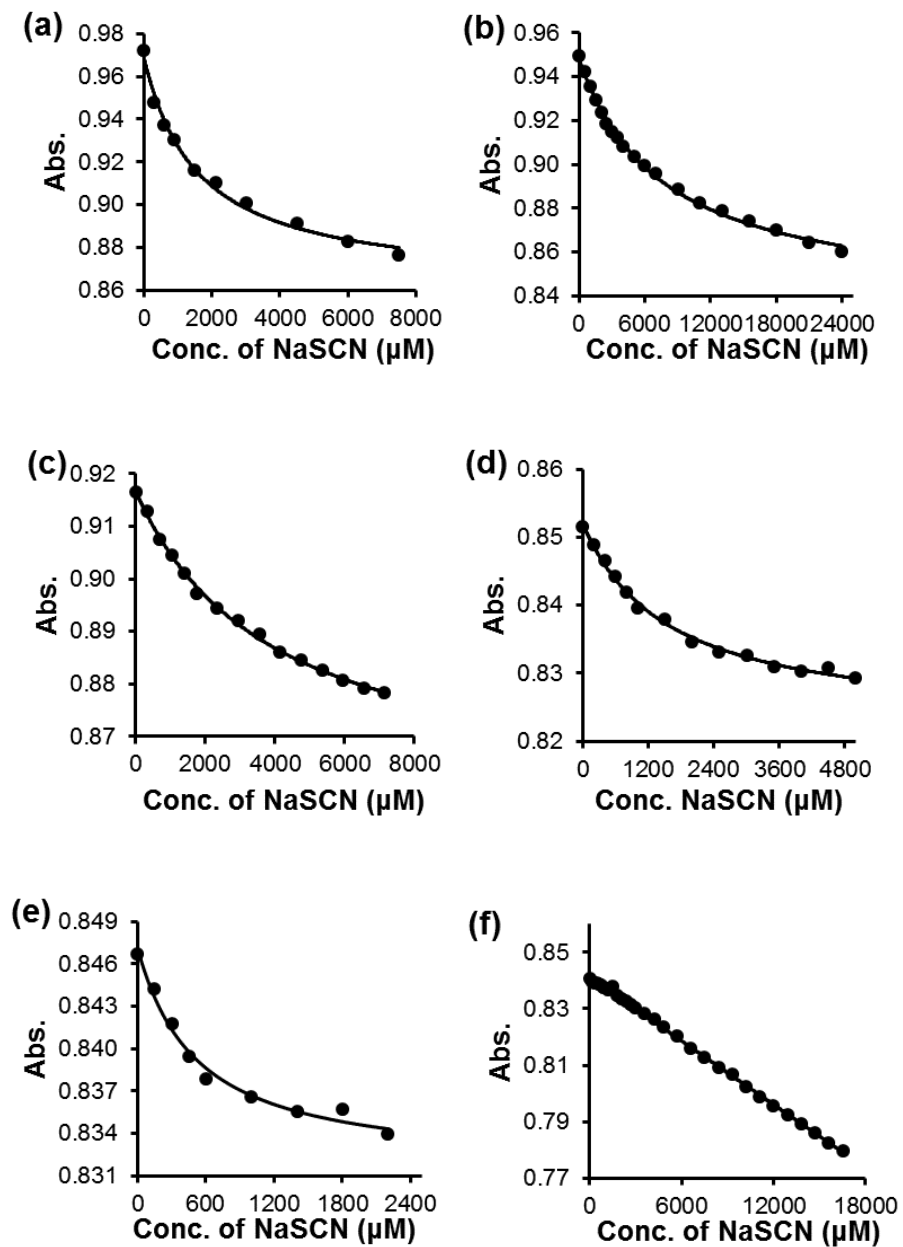 (a)
0.98
0.96
0.94
0.92
0.90
0.88
0.86
Abs.
0 2000 4000 6000 8000
Conc. of NaSCN (µM)
(b)
0.96
0.94
0.92
0.90
0.88
0.86
0.84
Abs.
0 6000 12000 18000 24000
Conc. of NaSCN (µM)
(c)
0.92
0.91
0.90
0.89
0.88
0.87
Abs.
0 2000 4000 6000 8000
Conc. of NaSCN (µM)
(d)
0.86
0.85
0.84
0.83
0.82
Abs.
0 1200 2400 3600 4800
Conc. NaSCN (µM)
(e)
0.849
0.846
0.843
0.840
0.837
0.834
0.831
Abs.
0 600 1200 1800 2400
Conc. of NaSCN (µM)
(f)
0.85
0.83
0.81
0.79
0.77
Abs.
0 6000 12000 18000
Conc. of NaSCN (µM)